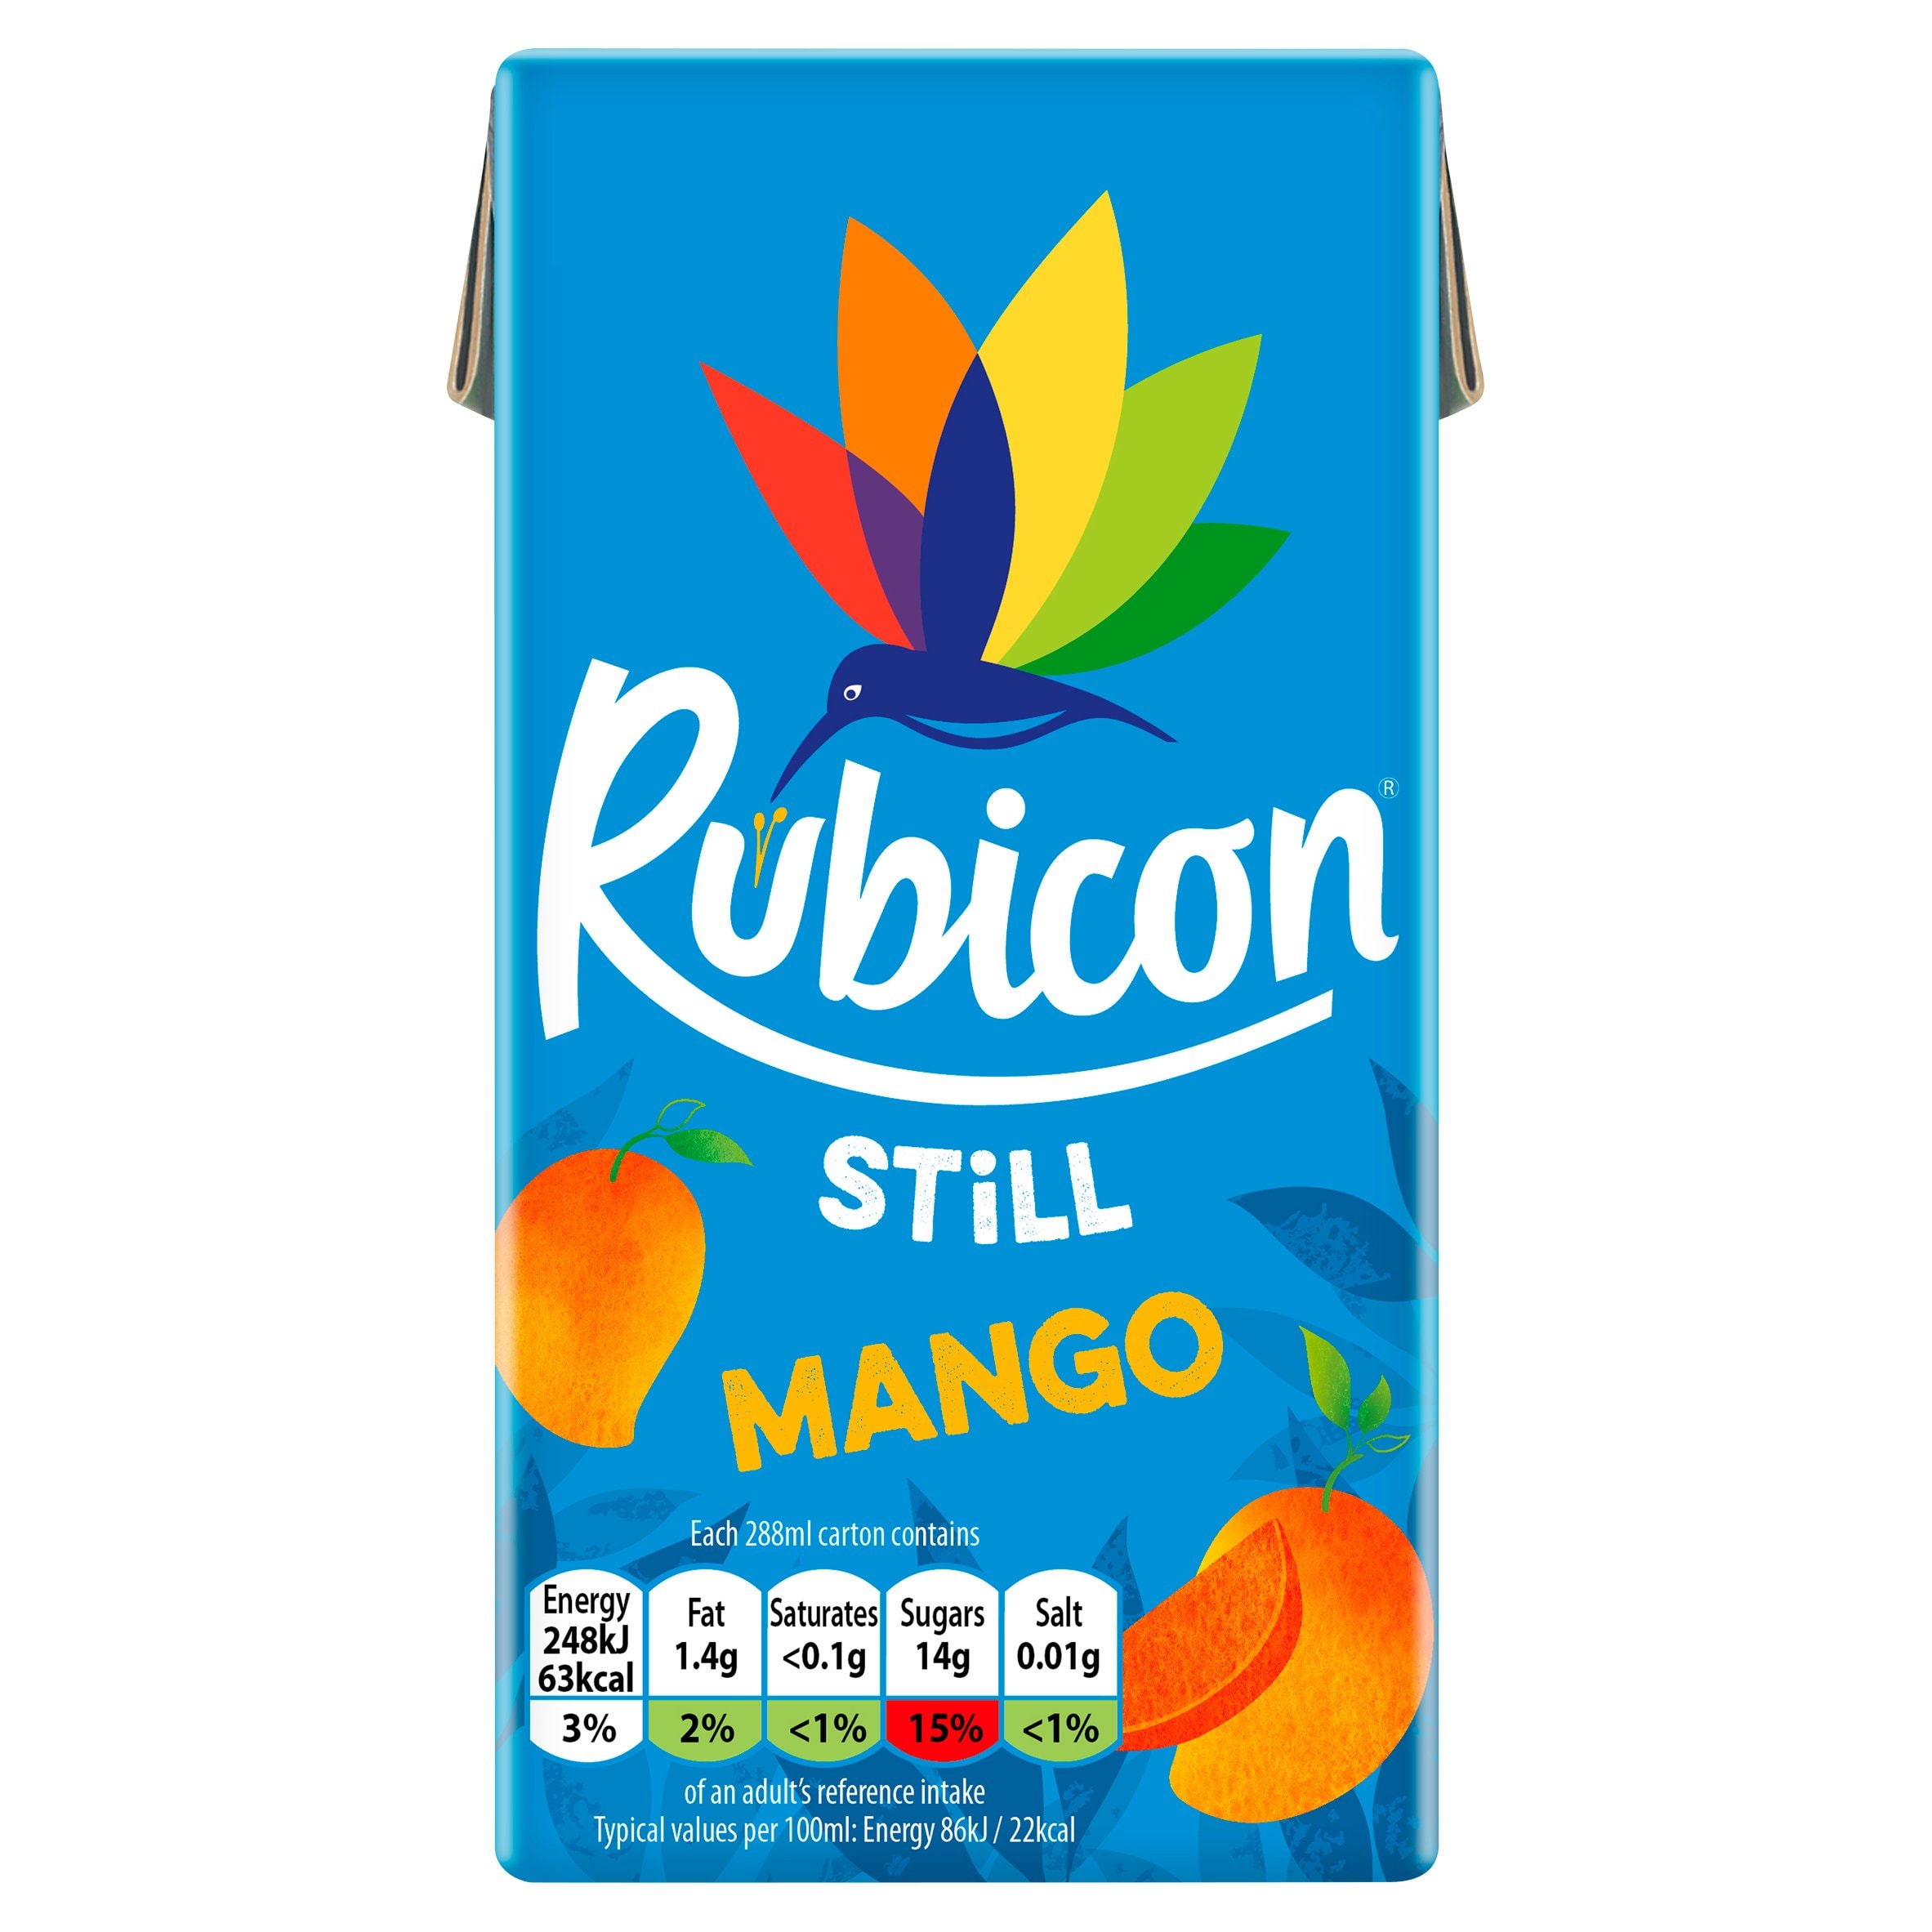 Rubicon®
STiLL
MANGO
Each 288ml carton contains
Energy 248kJ 63kcal 3%
Fat 1.4g 2%
Saturates <0.1g <1%
Sugars 14g 15%
Salt 0.01g <1%
of an adult's reference intake
Typical values per 100ml: Energy 86kJ / 22kcal